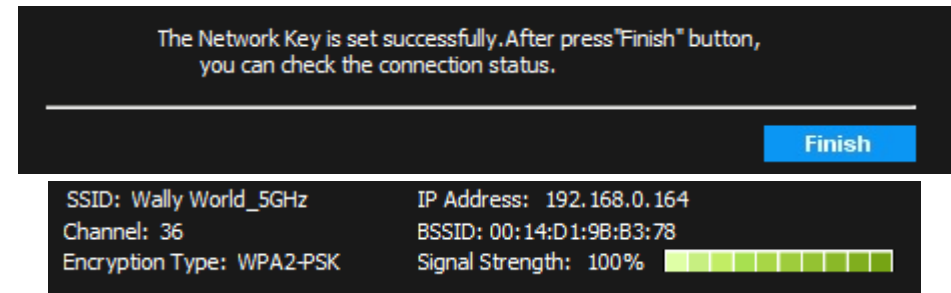 The Network Key is set successfully.After press"Finish" button,
you can check the connection status.
Finish
SSID: Wally World_5GHz
IP Address: 192.168.0.164
Channel: 36
BSSID: 00:14:D1:9B:B3:78
Encryption Type: WPA2-PSK
Signal Strength: 100%